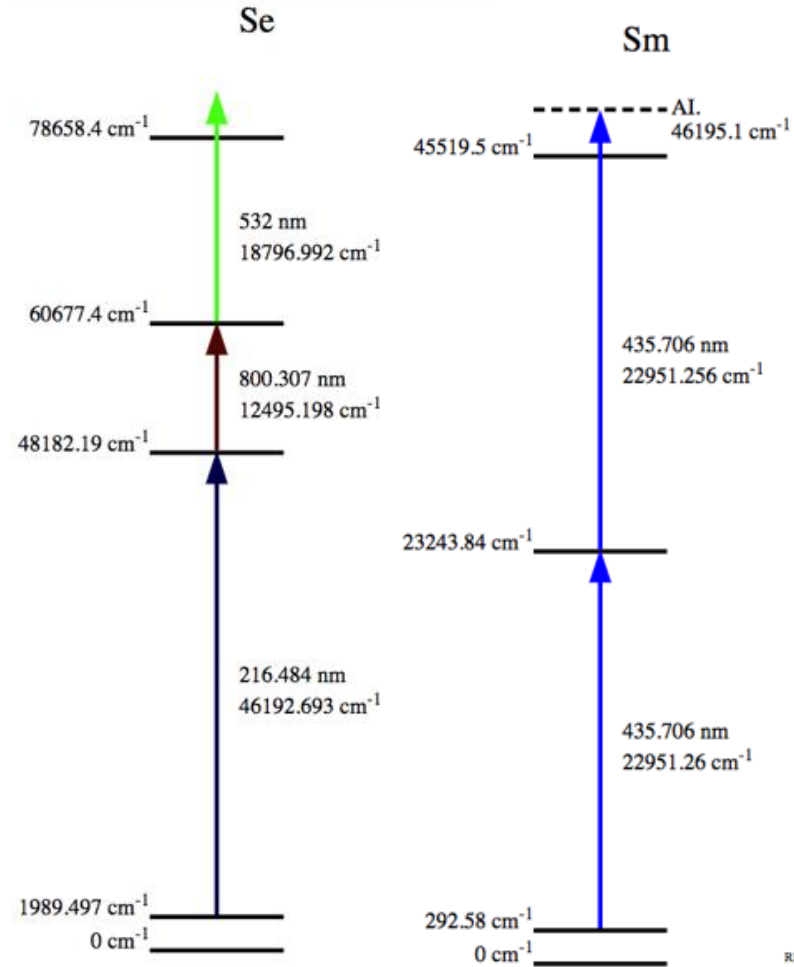 Se
78658.4 cm⁻¹
532 nm
18796.992 cm⁻¹
60677.4 cm⁻¹
800.307 nm
12495.198 cm⁻¹
48182.19 cm⁻¹
216.484 nm
46192.693 cm⁻¹
1989.497 cm⁻¹
0 cm⁻¹
Sm
AI.
46195.1 cm⁻¹
45519.5 cm⁻¹
435.706 nm
22951.256 cm⁻¹
23243.84 cm⁻¹
435.706 nm
22951.26 cm⁻¹
292.58 cm⁻¹
0 cm⁻¹